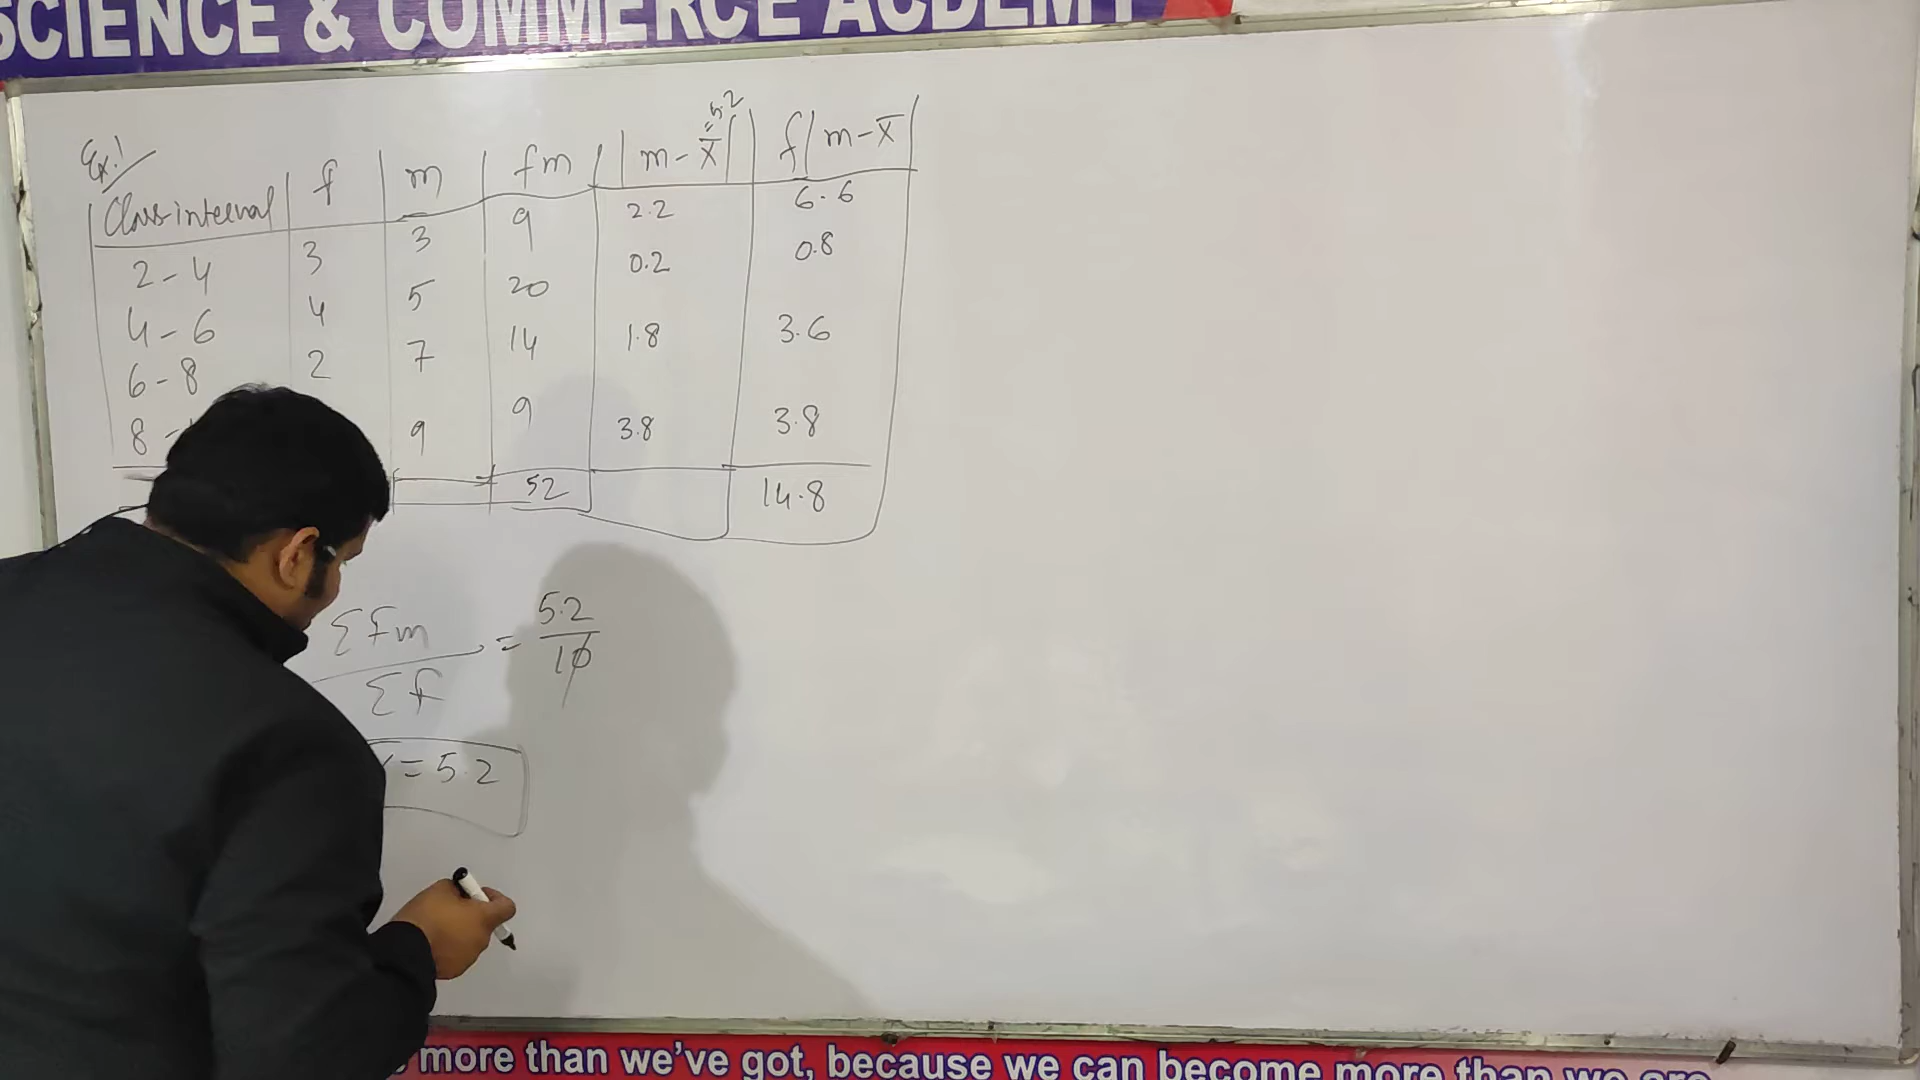 SCIENCE & COMMERCE ACDEMY
Ex!
= 5.2
Class-interval f m fm |m - x̄| f|m - x̄|
2 - 4 3 3 9 2.2 6.6
4 - 6 4 5 20 0.2 0.8
6 - 8 2 7 14 1.8 3.6
8 - 9 9 3.8 3.8
52 14.8
Σfm = 5.2
Σf 10
= 5.2
more than we've got, because we can become more than we are